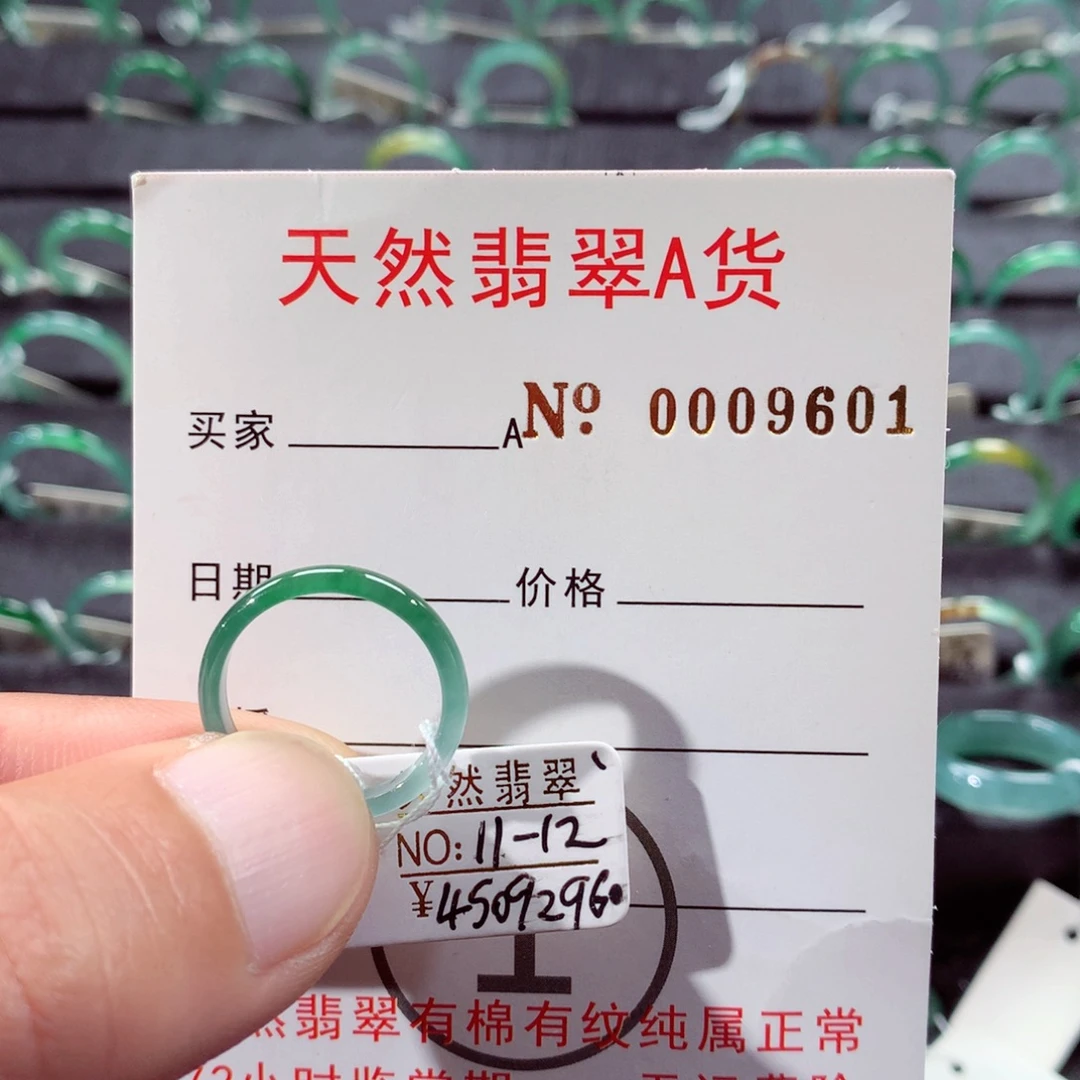 天然翡翠A货
买家 A Nº 0009601
日期 价格
然翡翠
NO: 11-12
¥4509296
翡翠有棉有纹纯属正常